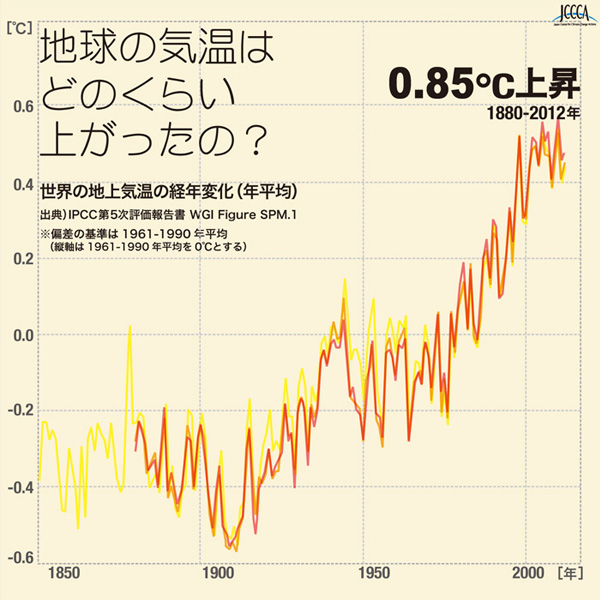 JCCCA
[℃]
地球の気温は
どのくらい
上がったの？
0.85℃上昇
1880-2012年
世界の地上気温の経年変化（年平均）
出典）IPCC第5次評価報告書 WGI Figure SPM.1
※偏差の基準は 1961-1990 年平均
（縦軸は 1961-1990 年平均を 0℃とする）
0.6
0.4
0.2
0.0
-0.2
-0.4
-0.6
1850
1900
1950
2000
[年]